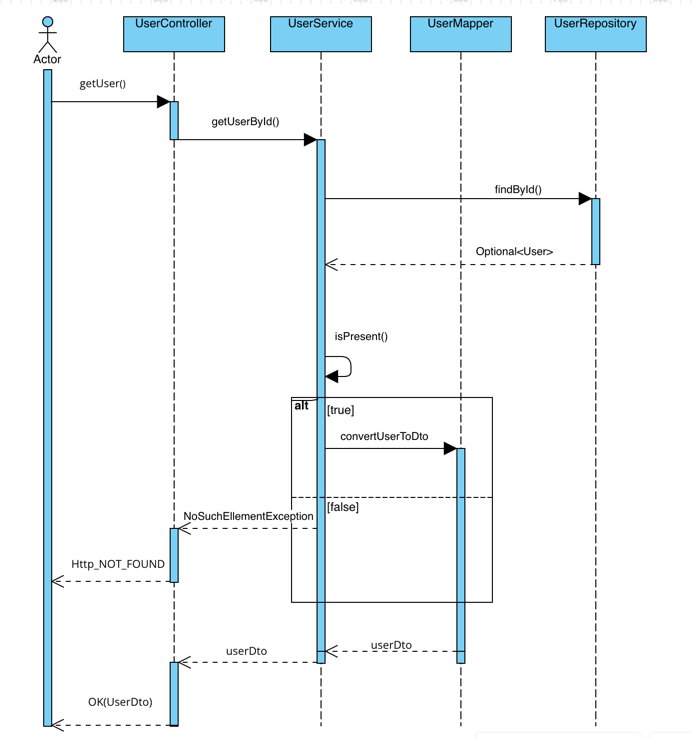 UserController
UserService
UserMapper
UserRepository
Actor
getUser()
getUserById()
findById()
Optional<User>
isPresent()
alt
[true]
convertUserToDto
[false]
NoSuchEllementException
Http_NOT_FOUND
userDto
userDto
OK(UserDto)